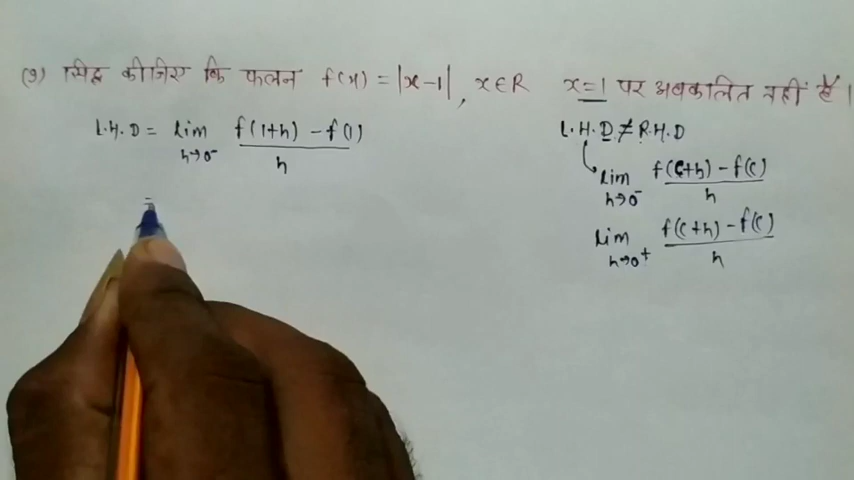 (9) सिद्ध कीजिए कि फलन f(x) = |x-1|, x∈R x=1 पर अवकलित नहीं है।
L.H.D = lim h→0⁻ f(1+h) - f(1) / h
=
L.H.D ≠ R.H.D
lim h→0⁻ f(c+h) - f(c) / h
lim h→0⁺ f(c+h) - f(c) / h